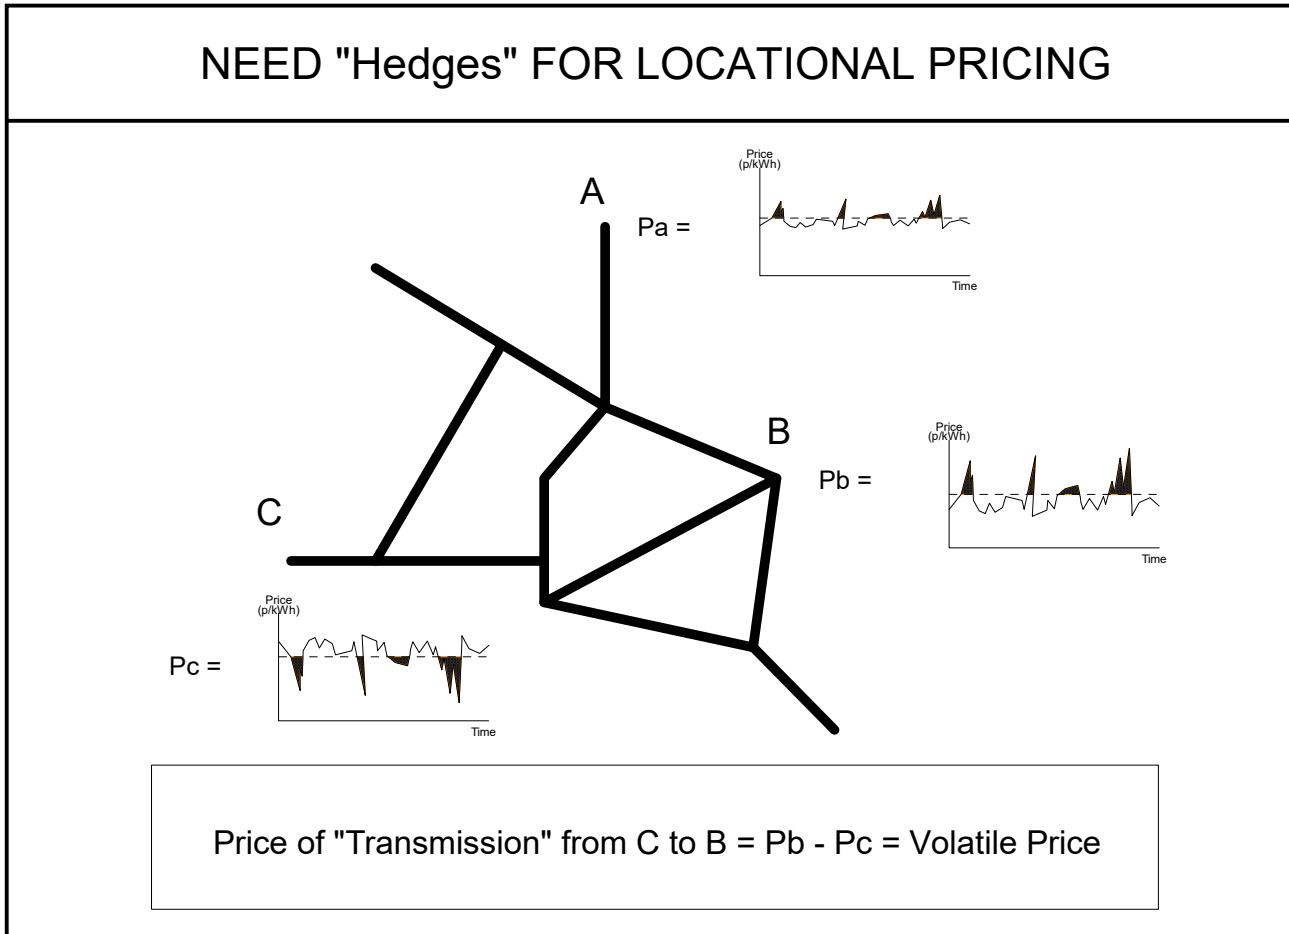 NEED "Hedges" FOR LOCATIONAL PRICING
A
Pa =
Price
(p/kWh)
Time
B
Pb =
Price
(p/kWh)
Time
C
Pc =
Price
(p/kWh)
Time
Price of "Transmission" from C to B = Pb - Pc = Volatile Price